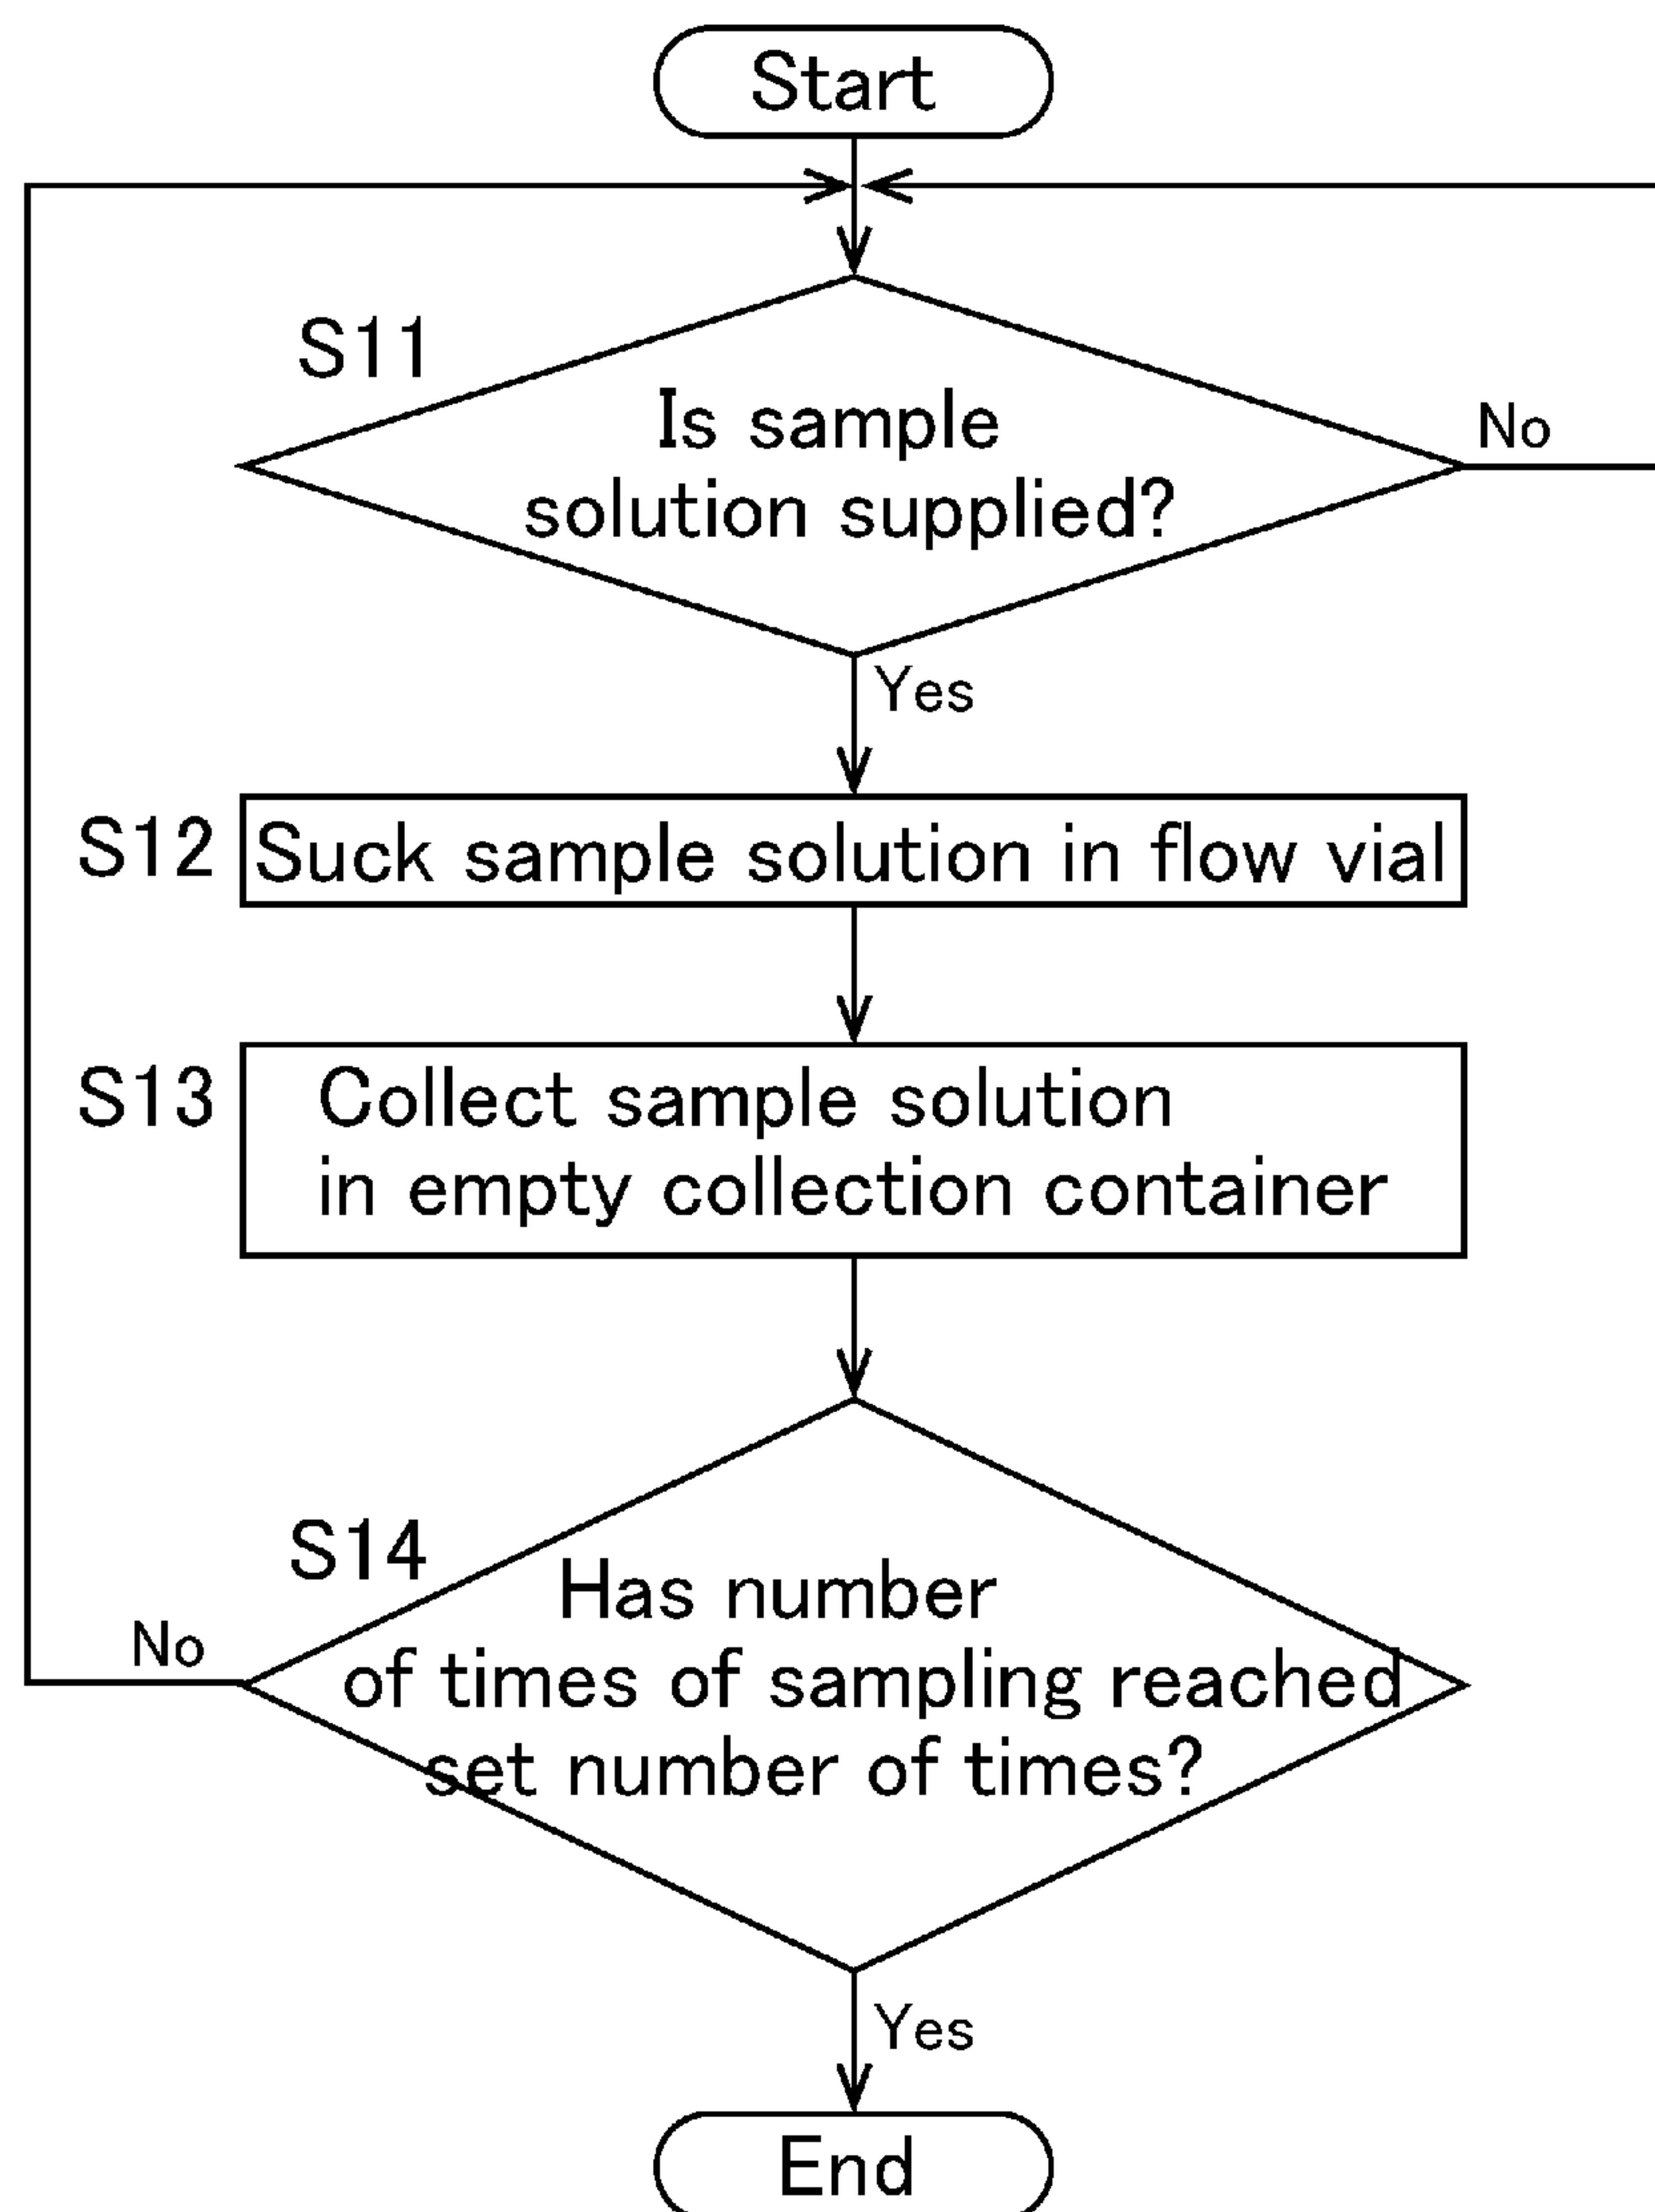 Start
S11
Is sample
solution supplied?
No
Yes
S12
Suck sample solution in flow vial
S13
Collect sample solution
in empty collection container
S14
Has number
of times of sampling reached
set number of times?
No
Yes
End